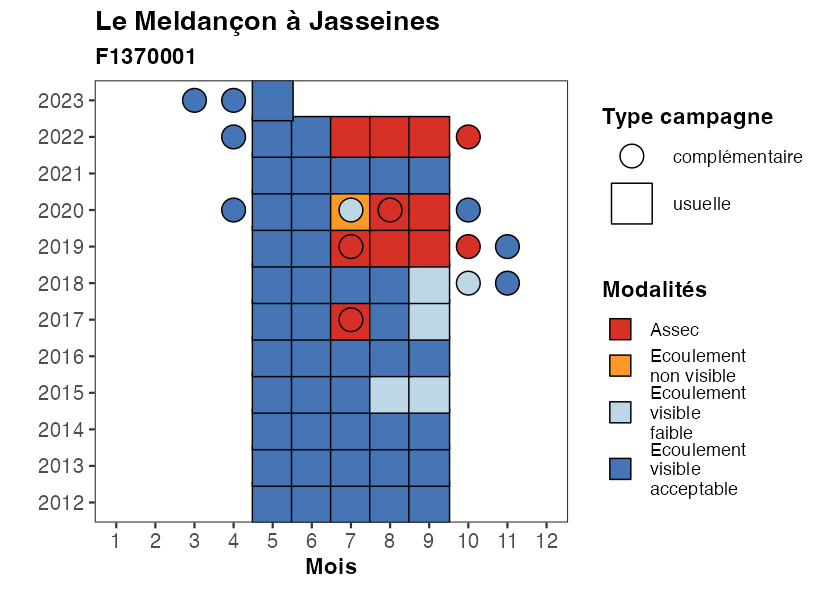 Le Meldançon à Jasseines
F1370001
2023
2022
2021
2020
2019
2018
2017
2016
2015
2014
2013
2012
1 2 3 4 5 6 7 8 9 10 11 12
Mois
Type campagne
complémentaire
usuelle
Modalités
Assec
Ecoulement
non visible
Ecoulement
visible
faible
Ecoulement
visible
acceptable